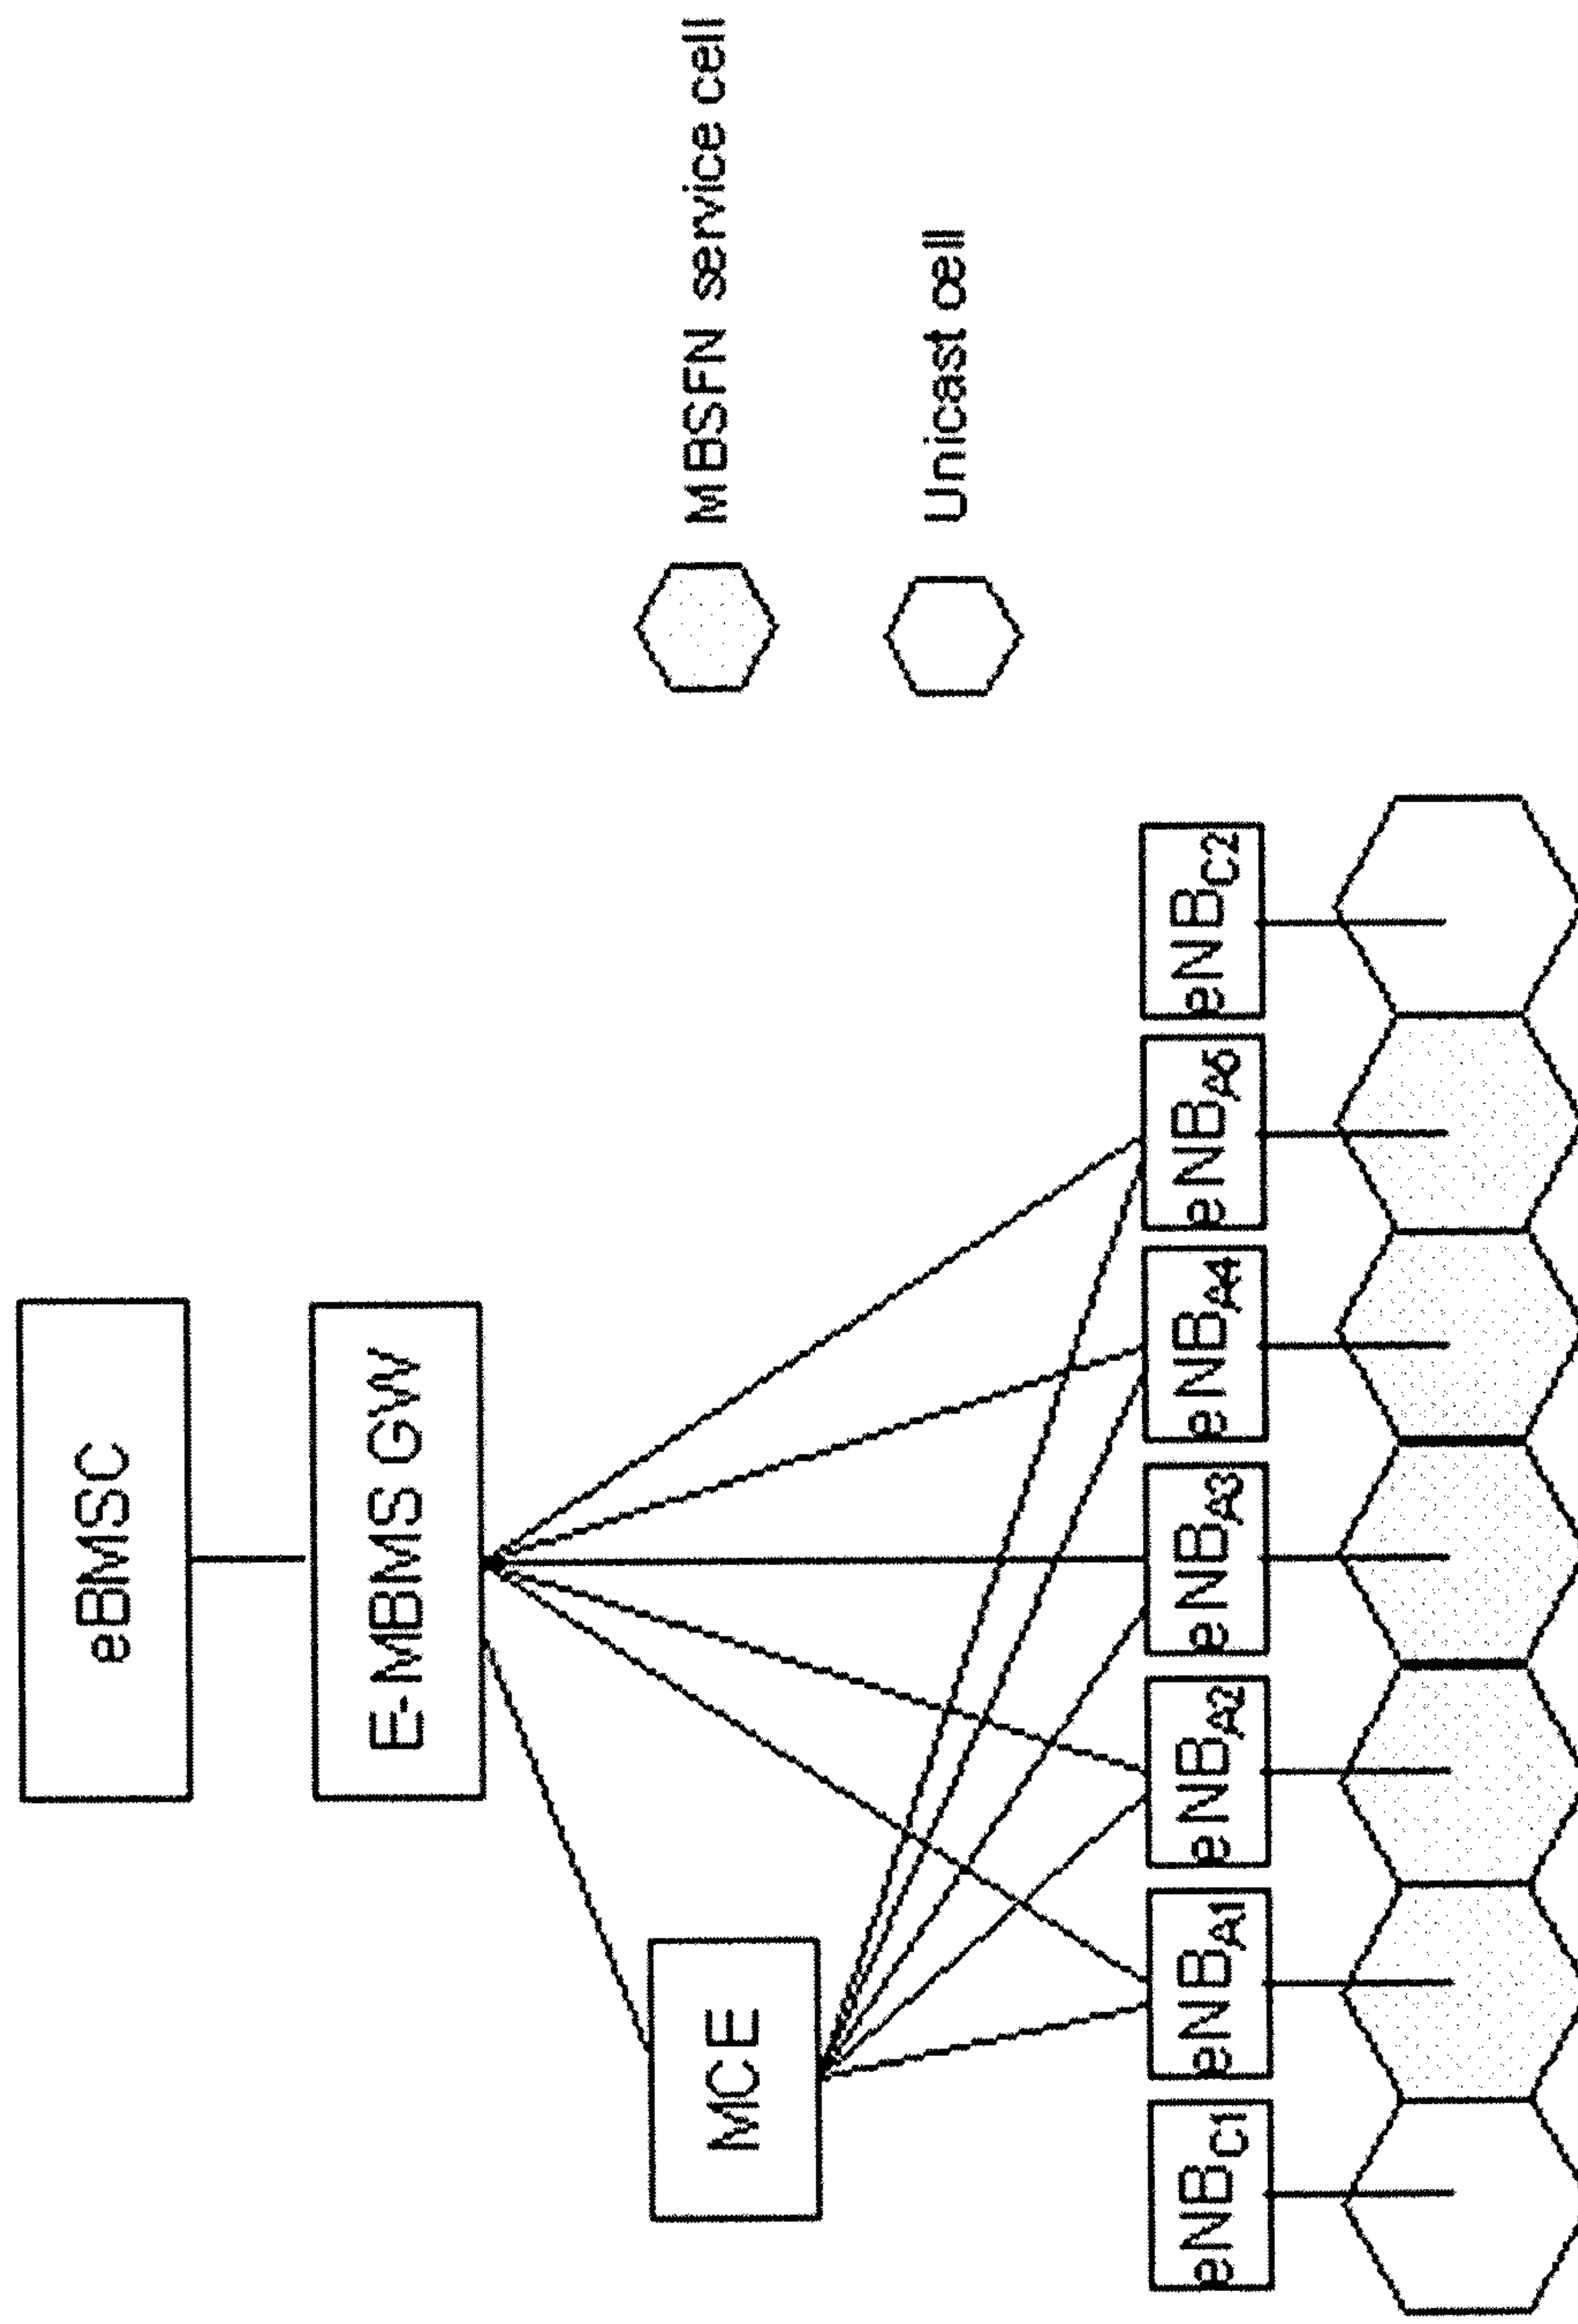 eBMSC
E-MBMS GW
MCE
eNBC1
eNBA1
eNBA2
eNBA3
eNBA4
eNBA5
eNBC2
MBSFN service cell
Unicast cell